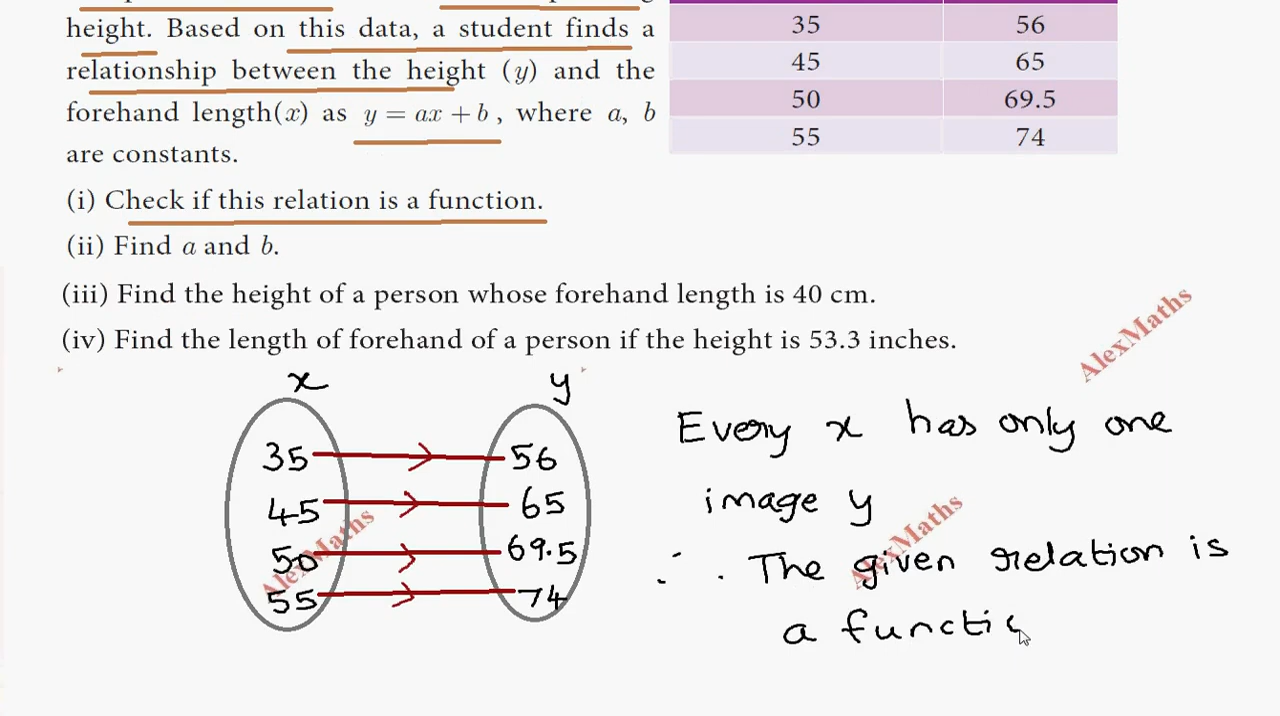 height. Based on this data, a student finds a
relationship between the height (y) and the
forehand length(x) as y = ax + b, where a, b
are constants.
35 56
45 65
50 69.5
55 74
(i) Check if this relation is a function.
(ii) Find a and b.
(iii) Find the height of a person whose forehand length is 40 cm.
(iv) Find the length of forehand of a person if the height is 53.3 inches.
AlexMaths
x y
35 56
45 65
50 69.5
55 74
AlexMaths
Every x has only one
image y
AlexMaths
∴ The given relation is
a functi